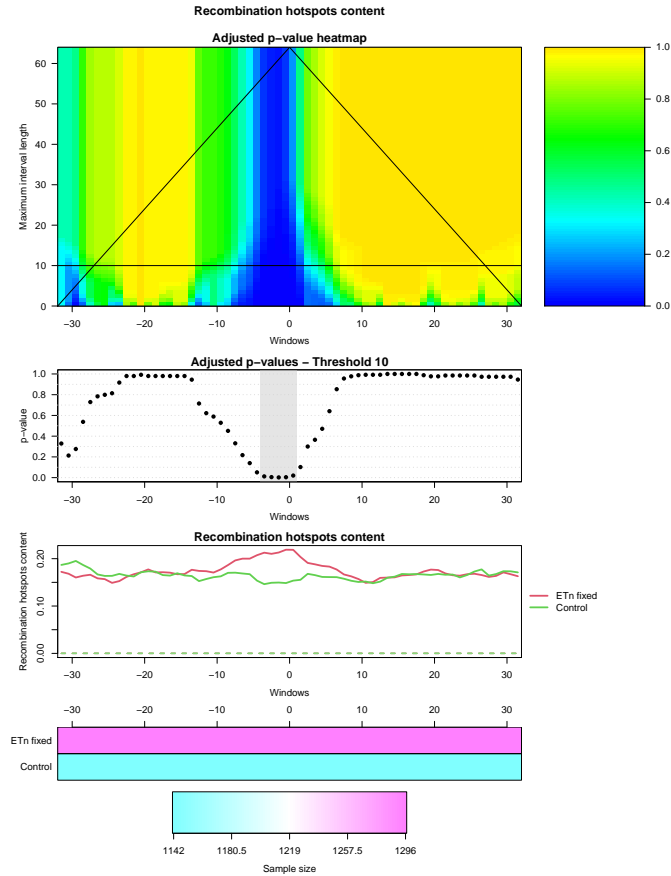 Recombination hotspots content
Adjusted p-value heatmap
Maximum interval length
60
50
40
30
20
10
0
−30 −20 −10 0 10 20 30
Windows
1.0
0.8
0.6
0.4
0.2
0.0
Adjusted p-values − Threshold 10
p-value
1.0
0.8
0.6
0.4
0.2
0.0
−30 −20 −10 0 10 20 30
Windows
Recombination hotspots content
Recombination hotspots content
0.20
0.10
0.00
−30 −20 −10 0 10 20 30
Windows
ETn fixed
Control
−30 −20 −10 0 10 20 30
ETn fixed
Control
1142 1180.5 1219 1257.5 1296
Sample size